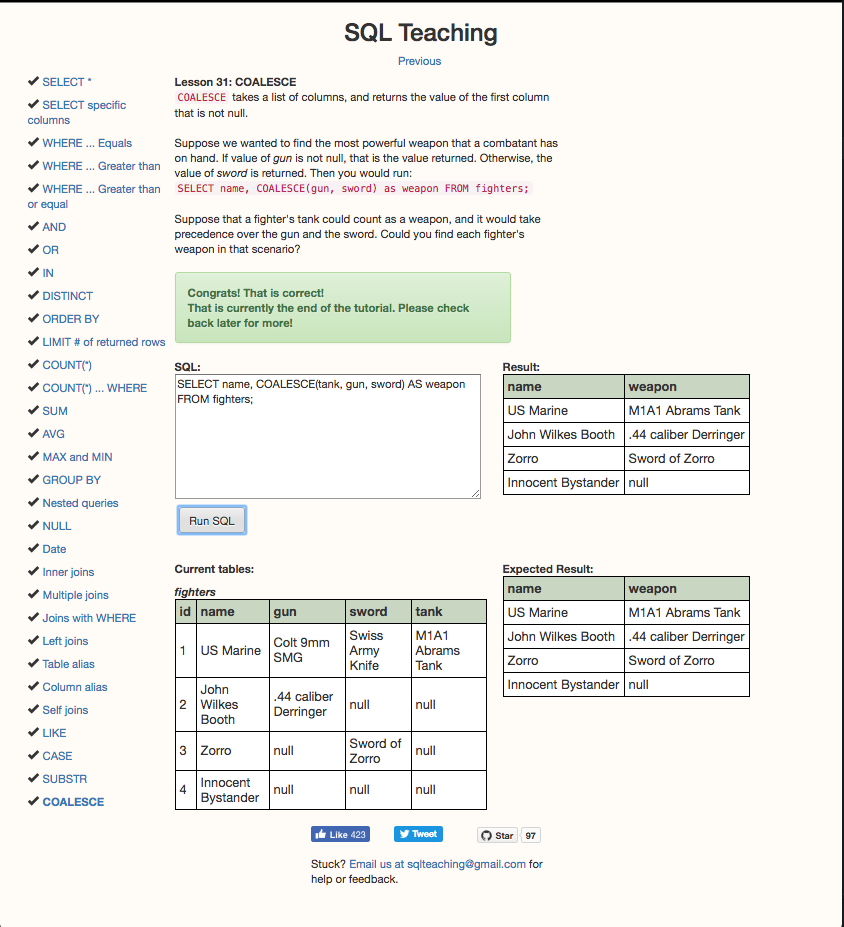 SQL Teaching
Previous
✔ SELECT *
✔ SELECT specific
columns
✔ WHERE ... Equals
✔ WHERE ... Greater than
✔ WHERE ... Greater than
or equal
✔ AND
✔ OR
✔ IN
✔ DISTINCT
✔ ORDER BY
✔ LIMIT # of returned rows
✔ COUNT(*)
✔ COUNT(*) ... WHERE
✔ SUM
✔ AVG
✔ MAX and MIN
✔ GROUP BY
✔ Nested queries
✔ NULL
✔ Date
✔ Inner joins
✔ Multiple joins
✔ Joins with WHERE
✔ Left joins
✔ Table alias
✔ Column alias
✔ Self joins
✔ LIKE
✔ CASE
✔ SUBSTR
✔ COALESCE
Lesson 31: COALESCE
COALESCE takes a list of columns, and returns the value of the first column
that is not null.
Suppose we wanted to find the most powerful weapon that a combatant has
on hand. If value of gun is not null, that is the value returned. Otherwise, the
value of sword is returned. Then you would run:
SELECT name, COALESCE(gun, sword) as weapon FROM fighters;
Suppose that a fighter's tank could count as a weapon, and it would take
precedence over the gun and the sword. Could you find each fighter's
weapon in that scenario?
Congrats! That is correct!
That is currently the end of the tutorial. Please check
back later for more!
SQL:
SELECT name, COALESCE(tank, gun, sword) AS weapon
FROM fighters;
Run SQL
Result:
name weapon
US Marine M1A1 Abrams Tank
John Wilkes Booth .44 caliber Derringer
Zorro Sword of Zorro
Innocent Bystander null
Current tables:
fighters
id name gun sword tank
1 US Marine Colt 9mm SMG Swiss Army Knife M1A1 Abrams Tank
2 John Wilkes Booth .44 caliber Derringer null null
3 Zorro null Sword of Zorro null
4 Innocent Bystander null null null
Expected Result:
name weapon
US Marine M1A1 Abrams Tank
John Wilkes Booth .44 caliber Derringer
Zorro Sword of Zorro
Innocent Bystander null
Like 423 Tweet Star 97
Stuck? Email us at sqlteaching@gmail.com for
help or feedback.